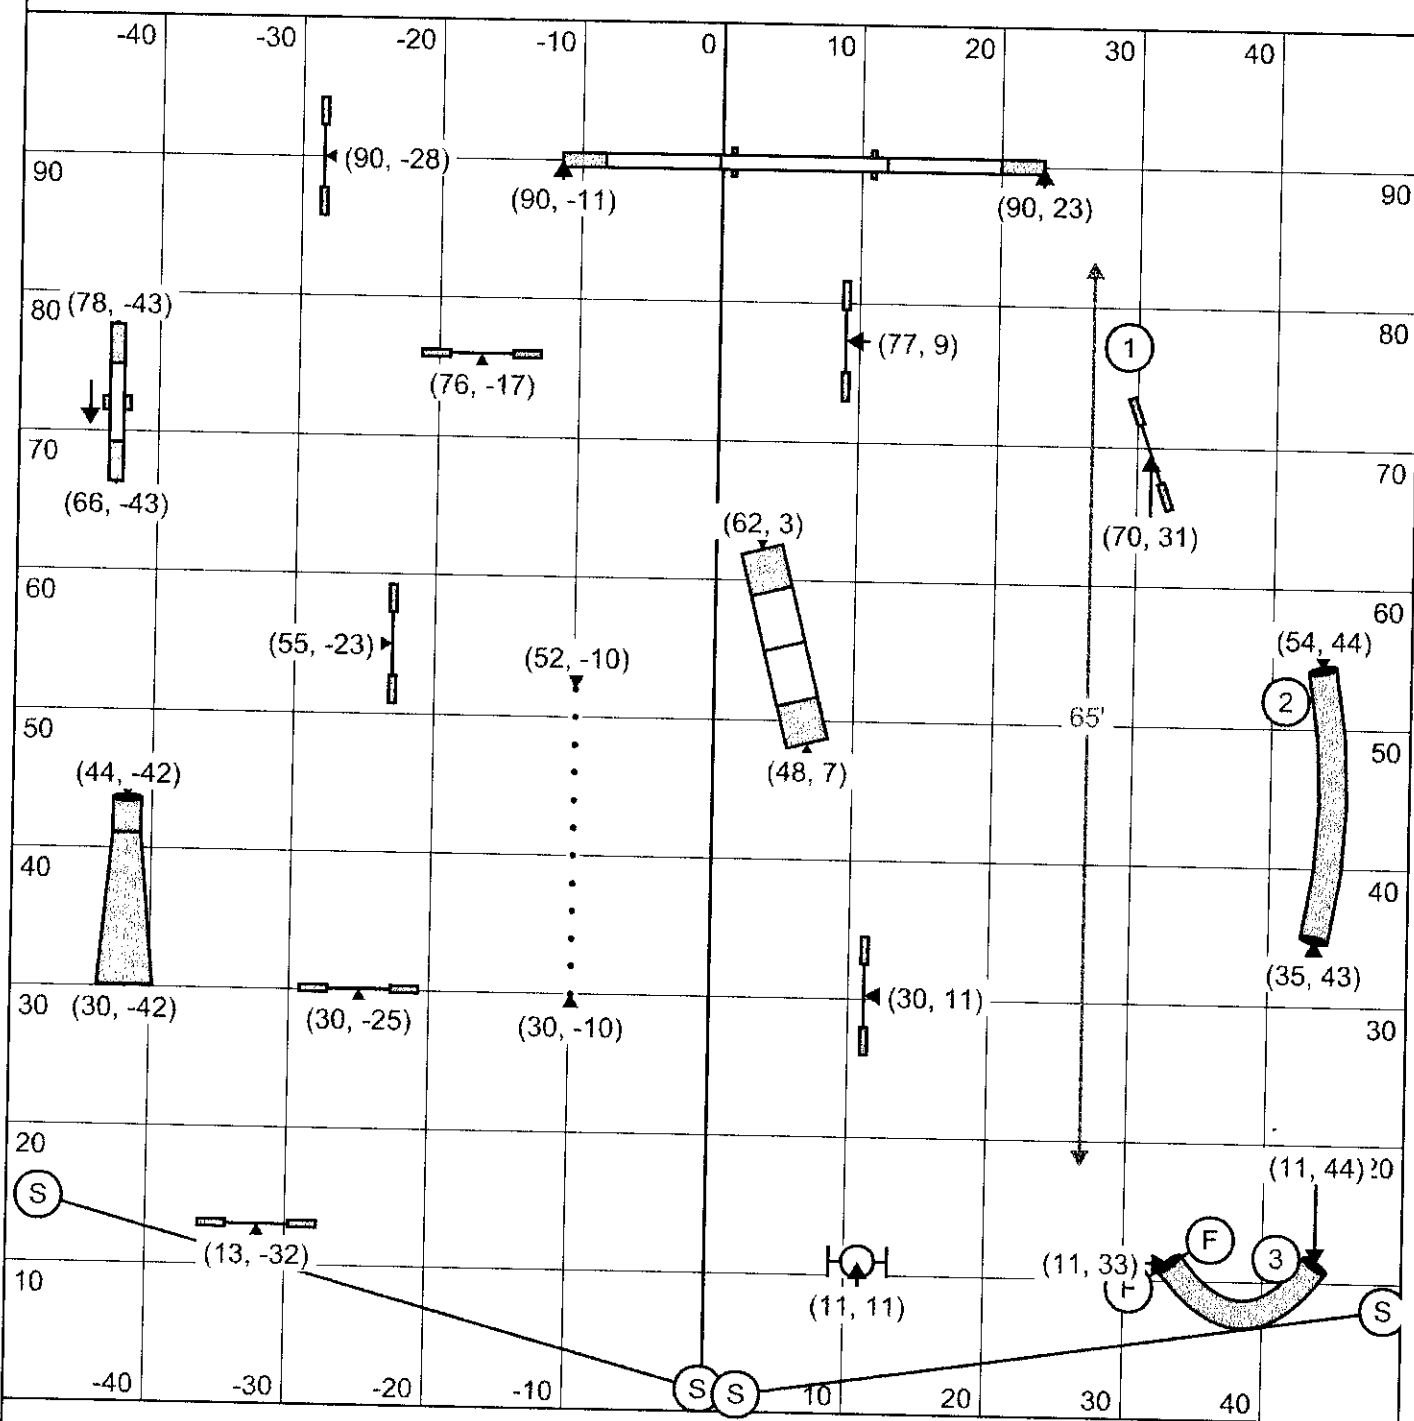 -40 -30 -20 -10 0 10 20 30 40
90 (90, -28) (90, -11) (90, 23) 90
80 (78, -43) (76, -17) (77, 9) 1 80
70 (66, -43) (70, 31) 70
(62, 3)
60 60
(55, -23) (52, -10) (54, 44)
50 65' 2 50
(44, -42) (48, 7)
40 40
(35, 43)
30 (30, -42) (30, -25) (30, -10) (30, 11) 30
20 (11, 44) 20
S (13, -32) (11, 33) F 3
10 (11, 11) F S
S S
-40 -30 -20 -10 10 20 30 40